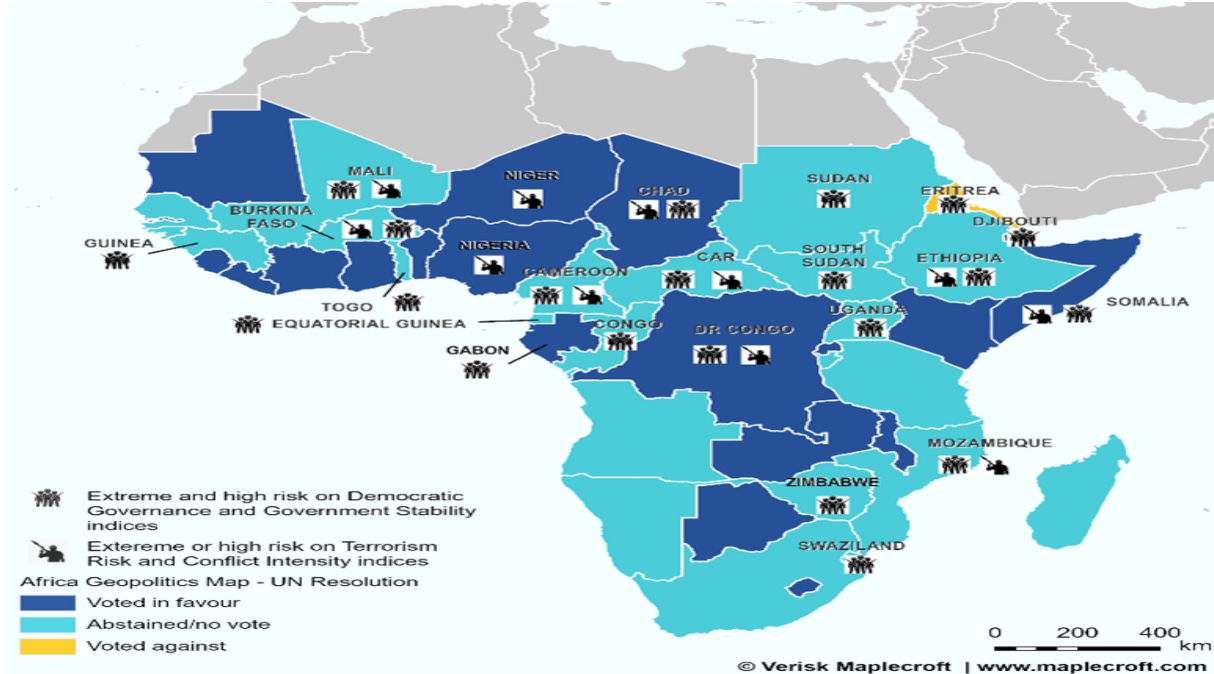 MALI
NIGER
CHAD
SUDAN
ERITREA
BURKINA
FASO
DJIBOUTI
GUINEA
NIGERIA
CAR
SOUTH
SUDAN
ETHIOPIA
CAMEROON
SOMALIA
TOGO
EQUATORIAL GUINEA
CONGO
DR CONGO
UGANDA
GABON
MOZAMBIQUE
ZIMBABWE
SWAZILAND
Extreme and high risk on Democratic
Governance and Government Stability
indices
Extereme or high risk on Terrorism
Risk and Conflict Intensity indices
Africa Geopolitics Map - UN Resolution
Voted in favour
Abstained/no vote
Voted against
0 200 400
km
© Verisk Maplecroft | www.maplecroft.com